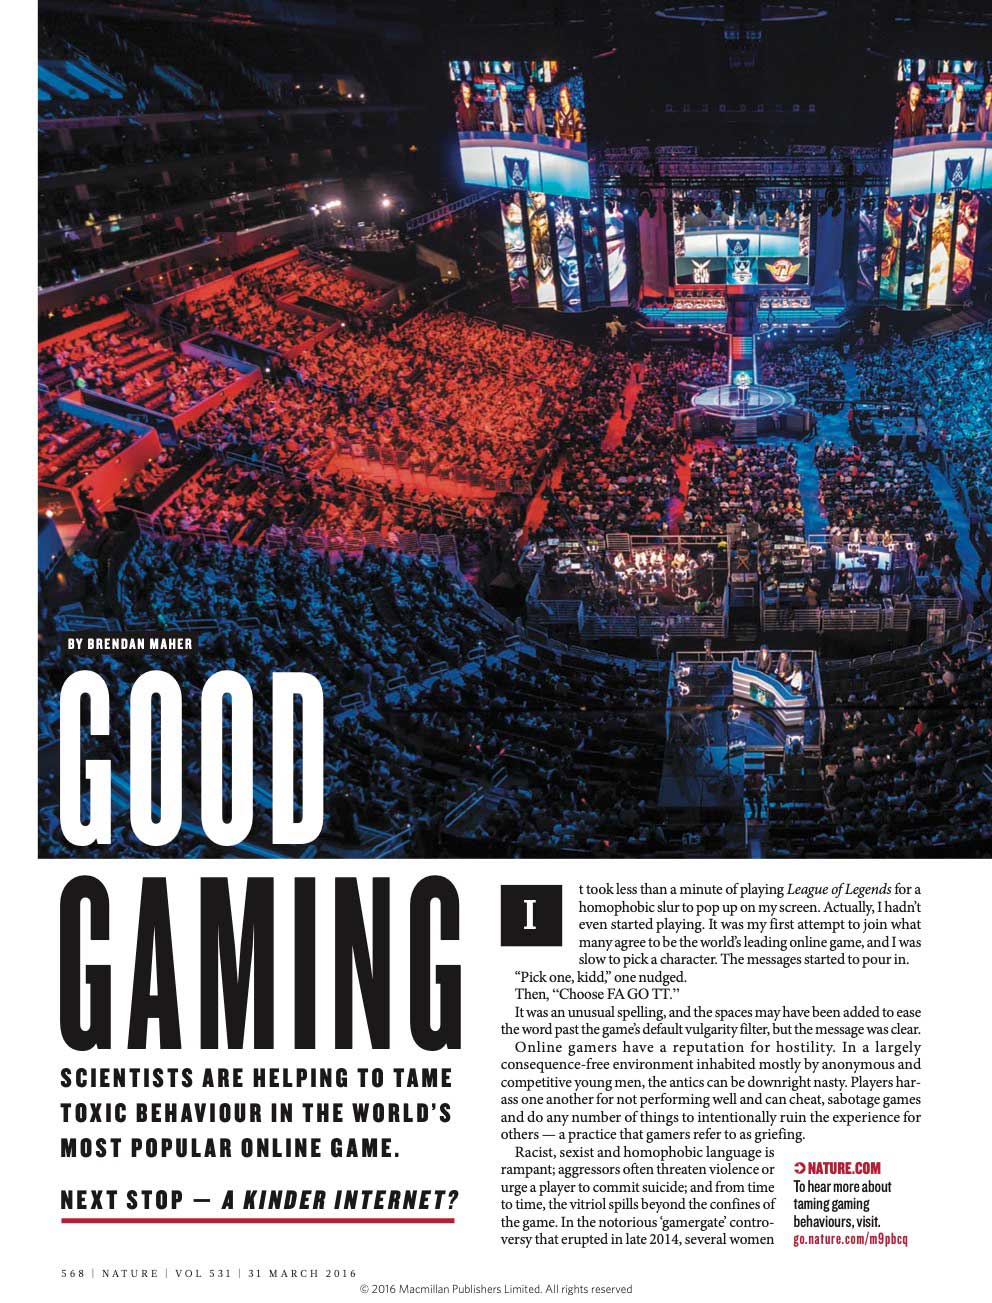 BY BRENDAN MAHER
GOOD
GAMING
SCIENTISTS ARE HELPING TO TAME
TOXIC BEHAVIOUR IN THE WORLD'S
MOST POPULAR ONLINE GAME.
NEXT STOP — A KINDER INTERNET?
I
t took less than a minute of playing League of Legends for a
homophobic slur to pop up on my screen. Actually, I hadn't
even started playing. It was my first attempt to join what
many agree to be the world's leading online game, and I was
slow to pick a character. The messages started to pour in.
“Pick one, kidd,” one nudged.
Then, “Choose FA GO TT.”
It was an unusual spelling, and the spaces may have been added to ease
the word past the game's default vulgarity filter, but the message was clear.
Online gamers have a reputation for hostility. In a largely
consequence-free environment inhabited mostly by anonymous and
competitive young men, the antics can be downright nasty. Players har-
ass one another for not performing well and can cheat, sabotage games
and do any number of things to intentionally ruin the experience for
others — a practice that gamers refer to as griefing.
Racist, sexist and homophobic language is
rampant; aggressors often threaten violence or
urge a player to commit suicide; and from time
to time, the vitriol spills beyond the confines of
the game. In the notorious ‘gamergate’ contro-
versy that erupted in late 2014, several women
NATURE.COM
To hear more about
taming gaming
behaviours, visit.
go.nature.com/m9pbcq
568 | NATURE | VOL 531 | 31 MARCH 2016
© 2016 Macmillan Publishers Limited. All rights reserved